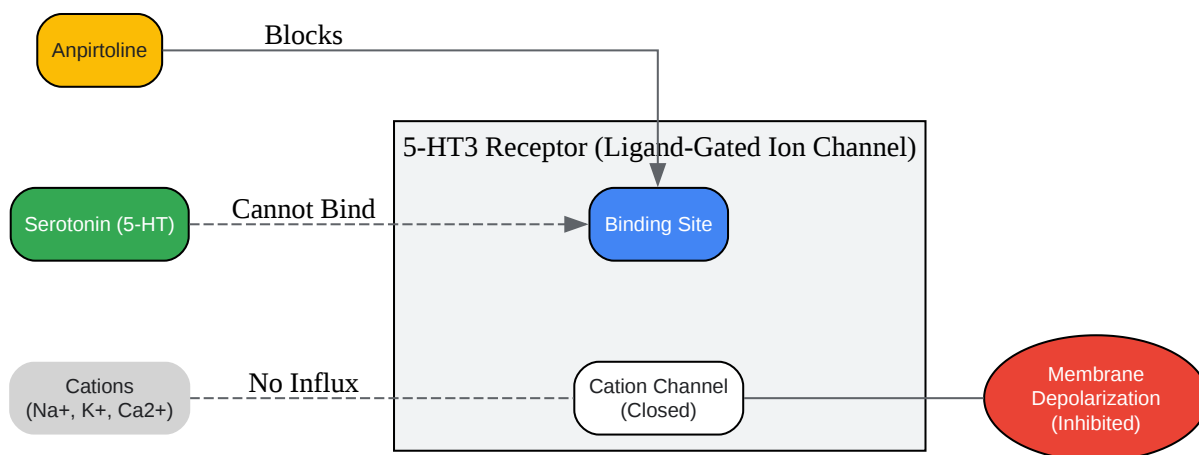 Anpirtoline
Blocks
5-HT3 Receptor (Ligand-Gated Ion Channel)
Serotonin (5-HT)
Cannot Bind
Binding Site
Cations
(Na+, K+, Ca2+)
No Influx
Cation Channel
(Closed)
Membrane
Depolarization
(Inhibited)